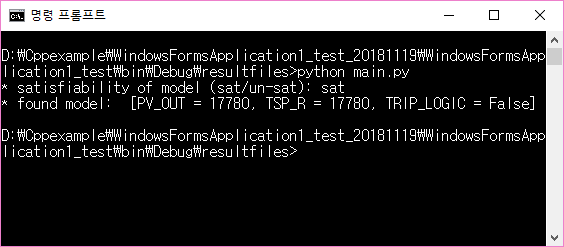 명령 프롬프트
D:₩Cppexample₩WindowsFormsApplication1_test_20181119₩WindowsFormsApp
lication1_test₩bin₩Debug₩resultfiles>python main.py
* satisfiability of model (sat/un-sat): sat
* found model:  [PV_OUT = 17780, TSP_R = 17780, TRIP_LOGIC = False]
D:₩Cppexample₩WindowsFormsApplication1_test_20181119₩WindowsFormsApp
lication1_test₩bin₩Debug₩resultfiles>